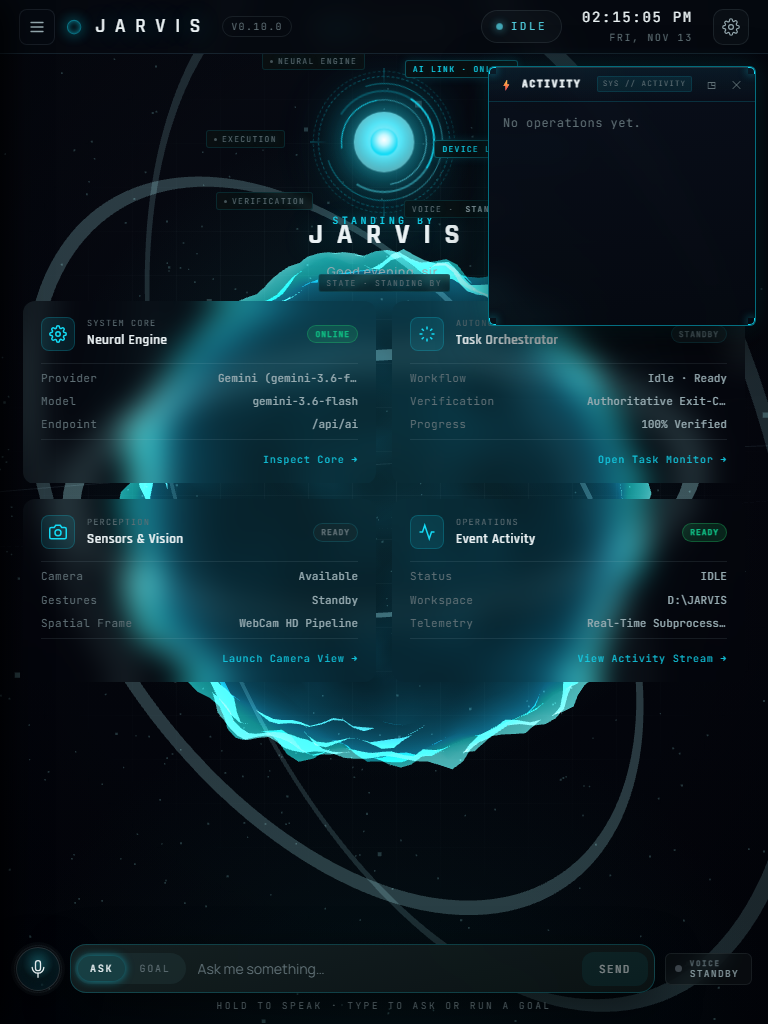 JARVIS
V0.10.0
IDLE
02:15:05 PM
FRI, NOV 13
NEURAL ENGINE
AI LINK · ONL
EXECUTION
DEVICE L
VERIFICATION
VOICE · STAN
STANDING BY
JARVIS
Good evening, sir.
STATE · STANDING BY
ACTIVITY
SYS // ACTIVITY
No operations yet.
SYSTEM CORE
Neural Engine
ONLINE
Provider Gemini (gemini-3.6-f…
Model gemini-3.6-flash
Endpoint /api/ai
Inspect Core →
Task Orchestrator
STANDBY
Workflow Idle · Ready
Verification Authoritative Exit-C…
Progress 100% Verified
Open Task Monitor →
PERCEPTION
Sensors & Vision
READY
Camera Available
Gestures Standby
Spatial Frame WebCam HD Pipeline
Launch Camera View →
OPERATIONS
Event Activity
READY
Status IDLE
Workspace D:\JARVIS
Telemetry Real-Time Subprocess…
View Activity Stream →
ASK
GOAL
Ask me something...
SEND
VOICE
STANDBY
HOLD TO SPEAK · TYPE TO ASK OR RUN A GOAL